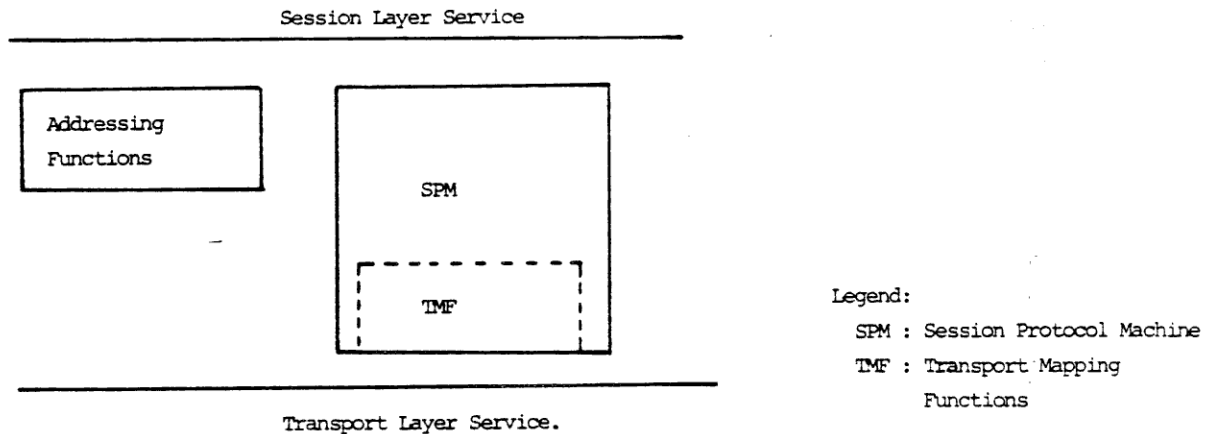 Session Layer Service
Addressing
Functions
SPM
TMF
Legend:
SPM : Session Protocol Machine
TMF : Transport Mapping
Functions
Transport Layer Service.